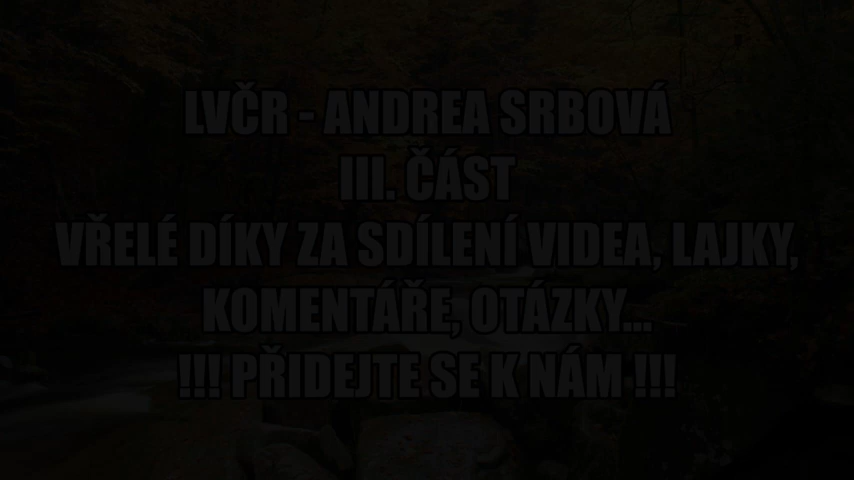 LVČR - ANDREA SRBOVÁ
III. ČÁST
VŘELÉ DÍKY ZA SDÍLENÍ VIDEA, LAJKY,
KOMENTÁŘE, OTÁZKY...
!!! PŘIDEJTE SE K NÁM !!!